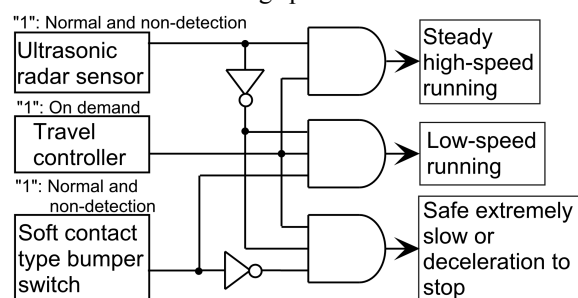 "1": Normal and non-detection
Ultrasonic
radar sensor
Steady
high-speed
running
"1": On demand
Travel
controller
Low-speed
running
"1": Normal and
non-detection
Soft contact
type bumper
switch
Safe extremely
slow or
deceleration to
stop